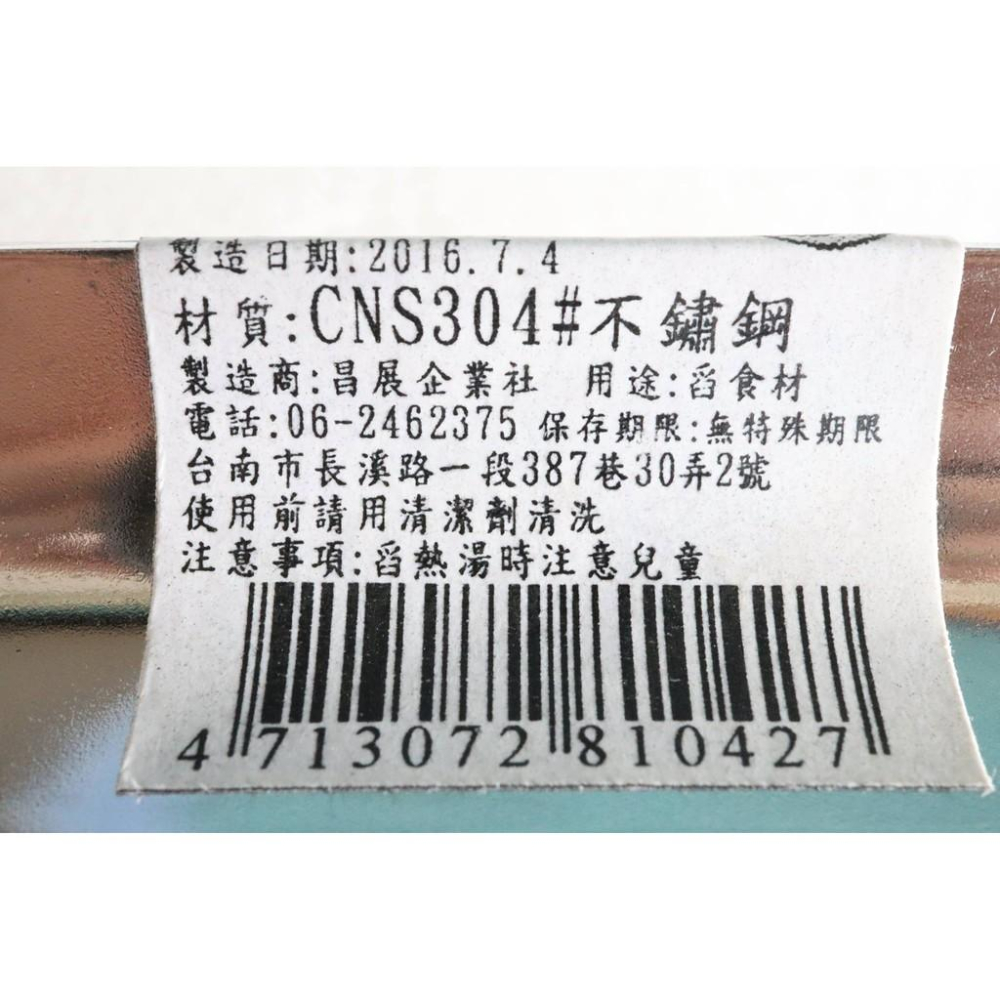 製造日期:2016.7.4
材質:CNS304#不鏽鋼
製造商:昌展企業社 用途:舀食材
電話:06-2462375 保存期限:無特殊期限
台南市長溪路一段387巷30弄2號
使用前請用清潔劑清洗
注意事項:舀熱湯時注意兒童
4 713072 810427